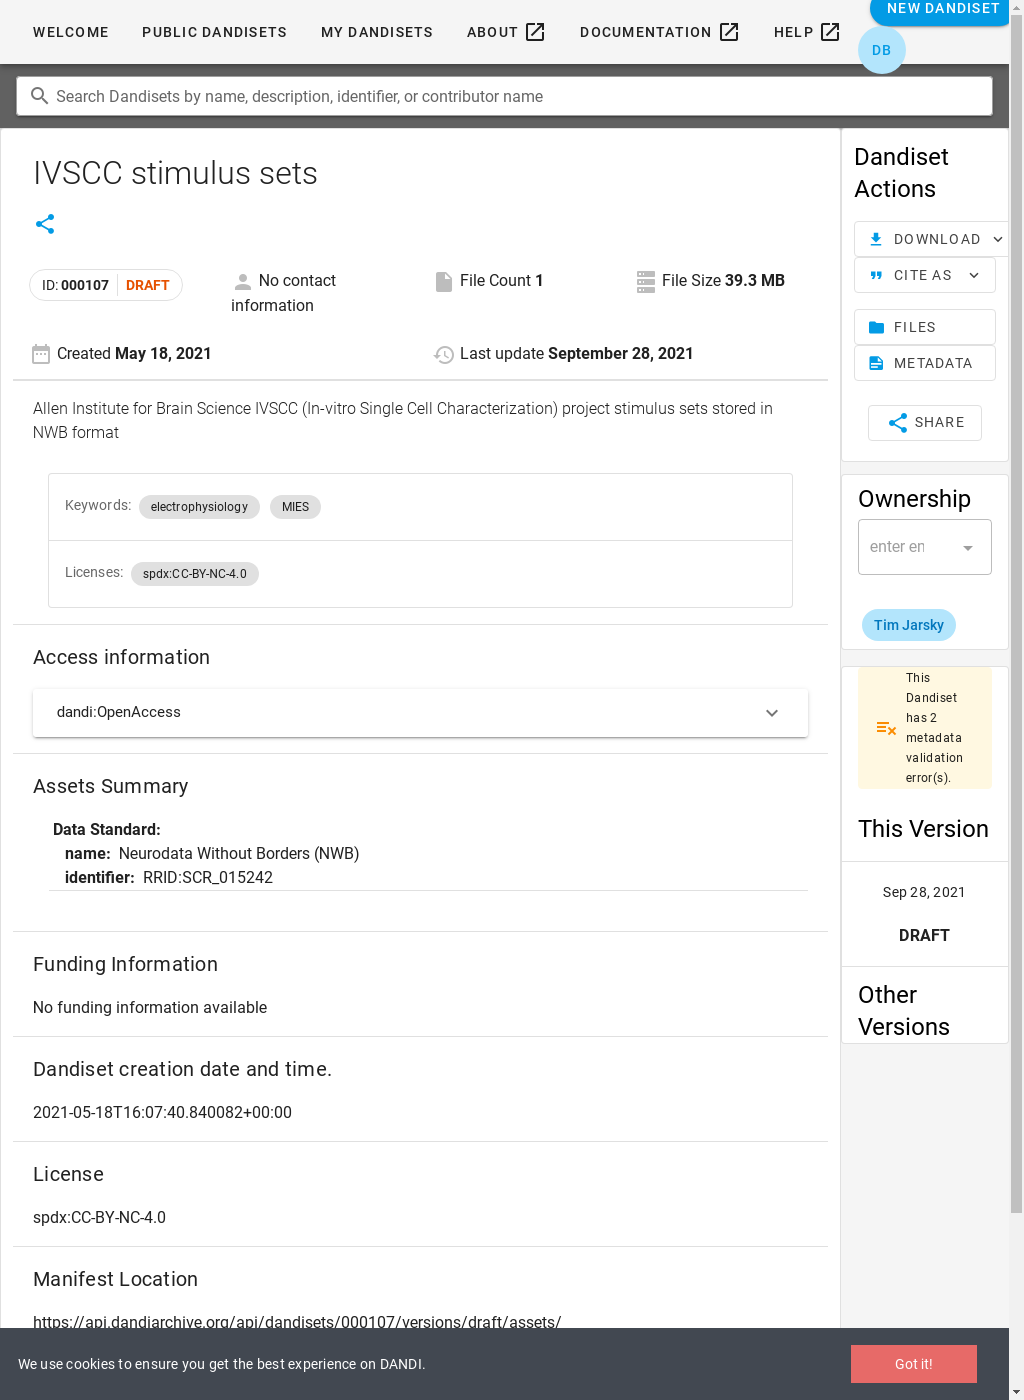 WELCOME PUBLIC DANDISETS MY DANDISETS ABOUT DOCUMENTATION HELP NEW DANDISET
DB
Search Dandisets by name, description, identifier, or contributor name
IVSCC stimulus sets
ID: 000107 DRAFT
No contact
information
File Count 1
File Size 39.3 MB
Created May 18, 2021
Last update September 28, 2021
Allen Institute for Brain Science IVSCC (In-vitro Single Cell Characterization) project stimulus sets stored in
NWB format
Keywords: electrophysiology MIES
Licenses: spdx:CC-BY-NC-4.0
Access information
dandi:OpenAccess
Assets Summary
Data Standard:
name: Neurodata Without Borders (NWB)
identifier: RRID:SCR_015242
Funding Information
No funding information available
Dandiset creation date and time.
2021-05-18T16:07:40.840082+00:00
License
spdx:CC-BY-NC-4.0
Manifest Location
https://api.dandiarchive.org/api/dandisets/000107/versions/draft/assets/
Dandiset
Actions
DOWNLOAD
CITE AS
FILES
METADATA
SHARE
Ownership
enter en
Tim Jarsky
This
Dandiset
has 2
metadata
validation
error(s).
This Version
Sep 28, 2021
DRAFT
Other
Versions
We use cookies to ensure you get the best experience on DANDI.
Got it!